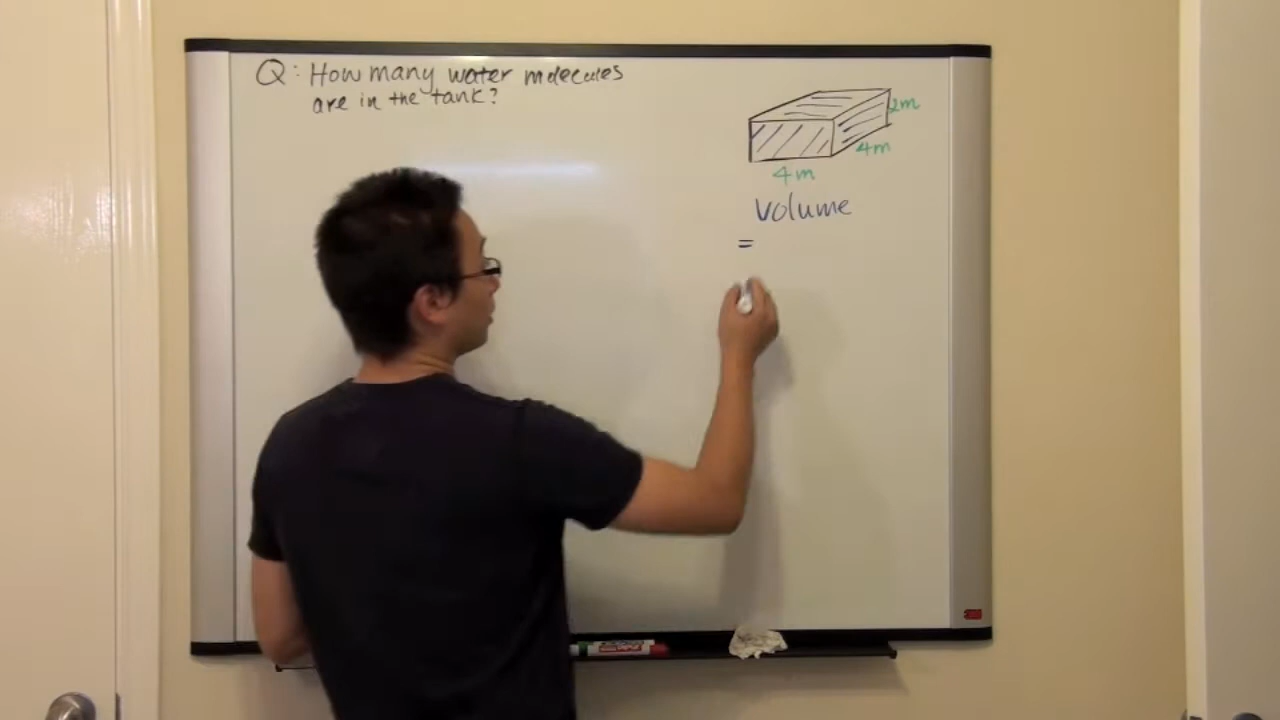 Q: How many water molecules
are in the tank?
2m
4m
4m
volume
=